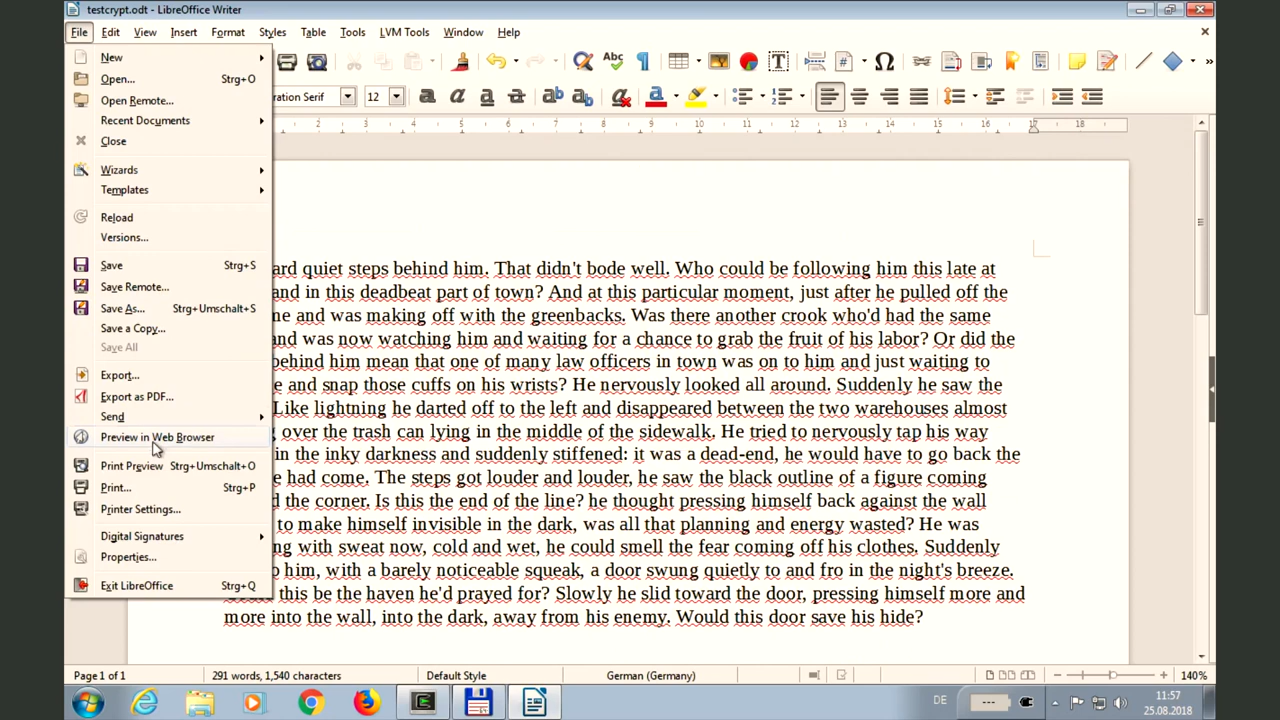 testcrypt.odt - LibreOffice Writer
File Edit View Insert Format Styles Table Tools LVM Tools Window Help
New
Open... Strg+O
Open Remote...
Recent Documents
Close
Wizards
Templates
Reload
Versions...
Save Strg+S
Save Remote...
Save As... Strg+Umschalt+S
Save a Copy...
Save All
Export...
Export as PDF...
Send
Preview in Web Browser
Print Preview Strg+Umschalt+O
Print... Strg+P
Printer Settings...
Digital Signatures
Properties...
Exit LibreOffice Strg+Q
Abc
ration Serif 12
2 3 4 5 6 7 8 9 10 11 12 13 14 15 16 17 18
ard quiet steps behind him. That didn't bode well. Who could be following him this late at
and in this deadbeat part of town? And at this particular moment, just after he pulled off the
me and was making off with the greenbacks. Was there another crook who'd had the same
and was now watching him and waiting for a chance to grab the fruit of his labor? Or did the
behind him mean that one of many law officers in town was on to him and just waiting to
e and snap those cuffs on his wrists? He nervously looked all around. Suddenly he saw the
Like lightning he darted off to the left and disappeared between the two warehouses almost
over the trash can lying in the middle of the sidewalk. He tried to nervously tap his way
in the inky darkness and suddenly stiffened: it was a dead-end, he would have to go back the
e had come. The steps got louder and louder, he saw the black outline of a figure coming
d the corner. Is this the end of the line? he thought pressing himself back against the wall
to make himself invisible in the dark, was all that planning and energy wasted? He was
ng with sweat now, cold and wet, he could smell the fear coming off his clothes. Suddenly
o him, with a barely noticeable squeak, a door swung quietly to and fro in the night's breeze.
this be the haven he'd prayed for? Slowly he slid toward the door, pressing himself more and
more into the wall, into the dark, away from his enemy. Would this door save his hide?
Page 1 of 1 291 words, 1,540 characters Default Style German (Germany) 140%
DE 11:57
25.08.2018